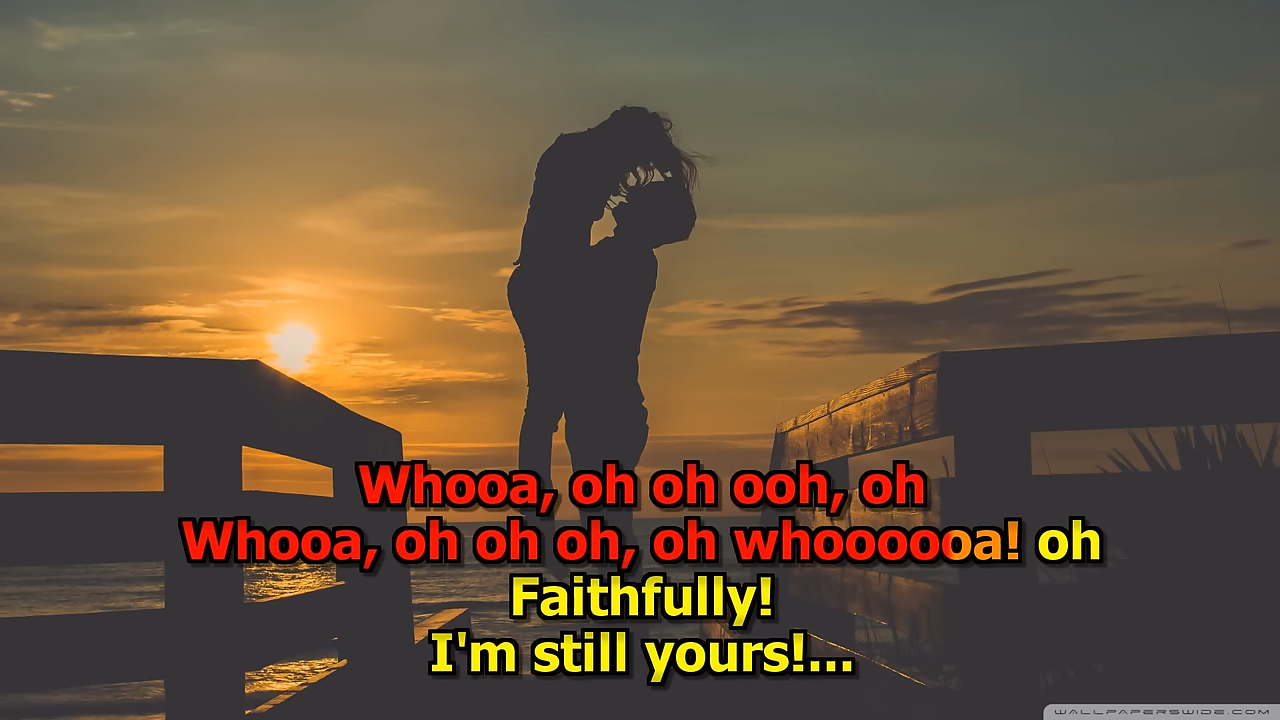 Whooa, oh oh ooh, oh
Whooa, oh oh oh, oh whoooooa! oh
Faithfully!
I'm still yours!...
WALLPAPERSWIDE.COM